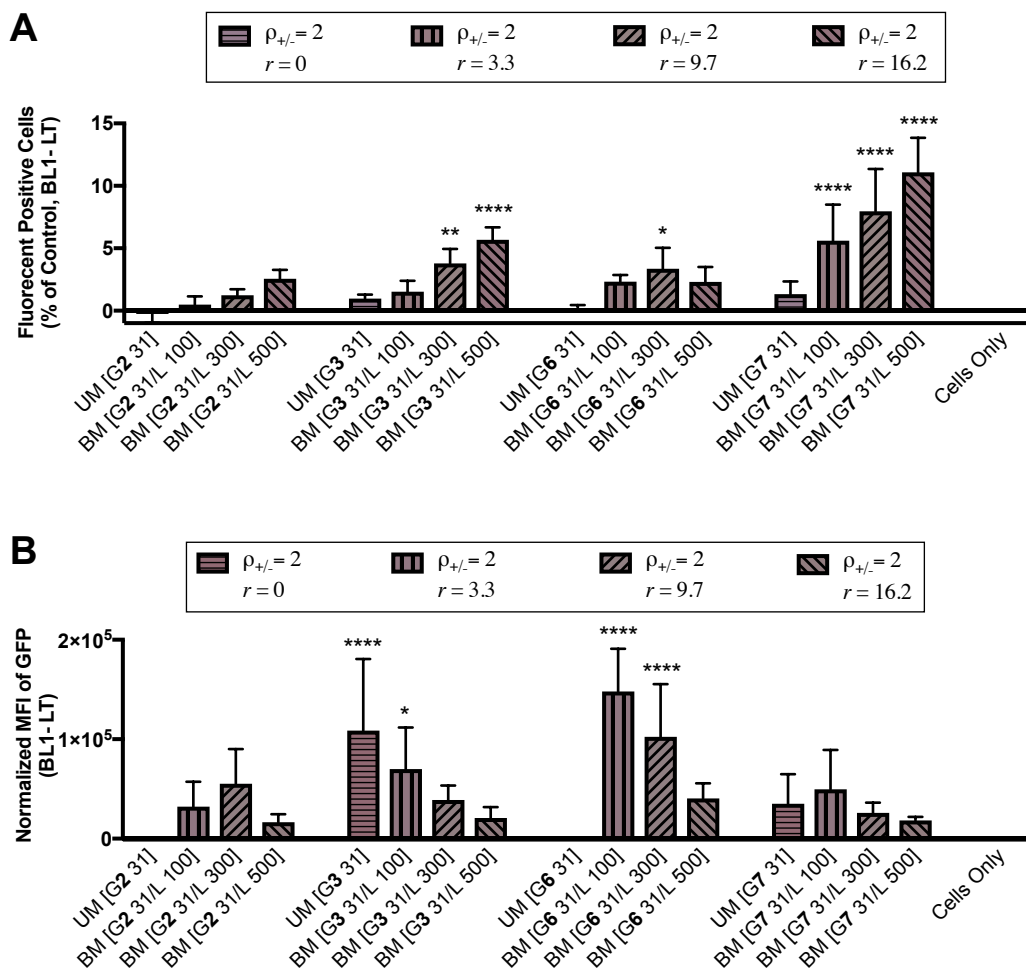 A
ρ+/-= 2 ρ+/-= 2 ρ+/-= 2 ρ+/-= 2
r = 0 r = 3.3 r = 9.7 r = 16.2
Fluorecent Positive Cells
(% of Control, BL1- LT)
15
10
5
0
** **** * **** **** ****
UM [G2 31]
BM [G2 31/L 100]
BM [G2 31/L 300]
BM [G2 31/L 500]
UM [G3 31]
BM [G3 31/L 100]
BM [G3 31/L 300]
BM [G3 31/L 500]
UM [G6 31]
BM [G6 31/L 100]
BM [G6 31/L 300]
BM [G6 31/L 500]
UM [G7 31]
BM [G7 31/L 100]
BM [G7 31/L 300]
BM [G7 31/L 500]
Cells Only
B
ρ+/-= 2 ρ+/-= 2 ρ+/-= 2 ρ+/-= 2
r = 0 r = 3.3 r = 9.7 r = 16.2
Normalized MFI of GFP
(BL1- LT)
2×10⁵
1×10⁵
0
**** * **** ****
UM [G2 31]
BM [G2 31/L 100]
BM [G2 31/L 300]
BM [G2 31/L 500]
UM [G3 31]
BM [G3 31/L 100]
BM [G3 31/L 300]
BM [G3 31/L 500]
UM [G6 31]
BM [G6 31/L 100]
BM [G6 31/L 300]
BM [G6 31/L 500]
UM [G7 31]
BM [G7 31/L 100]
BM [G7 31/L 300]
BM [G7 31/L 500]
Cells Only